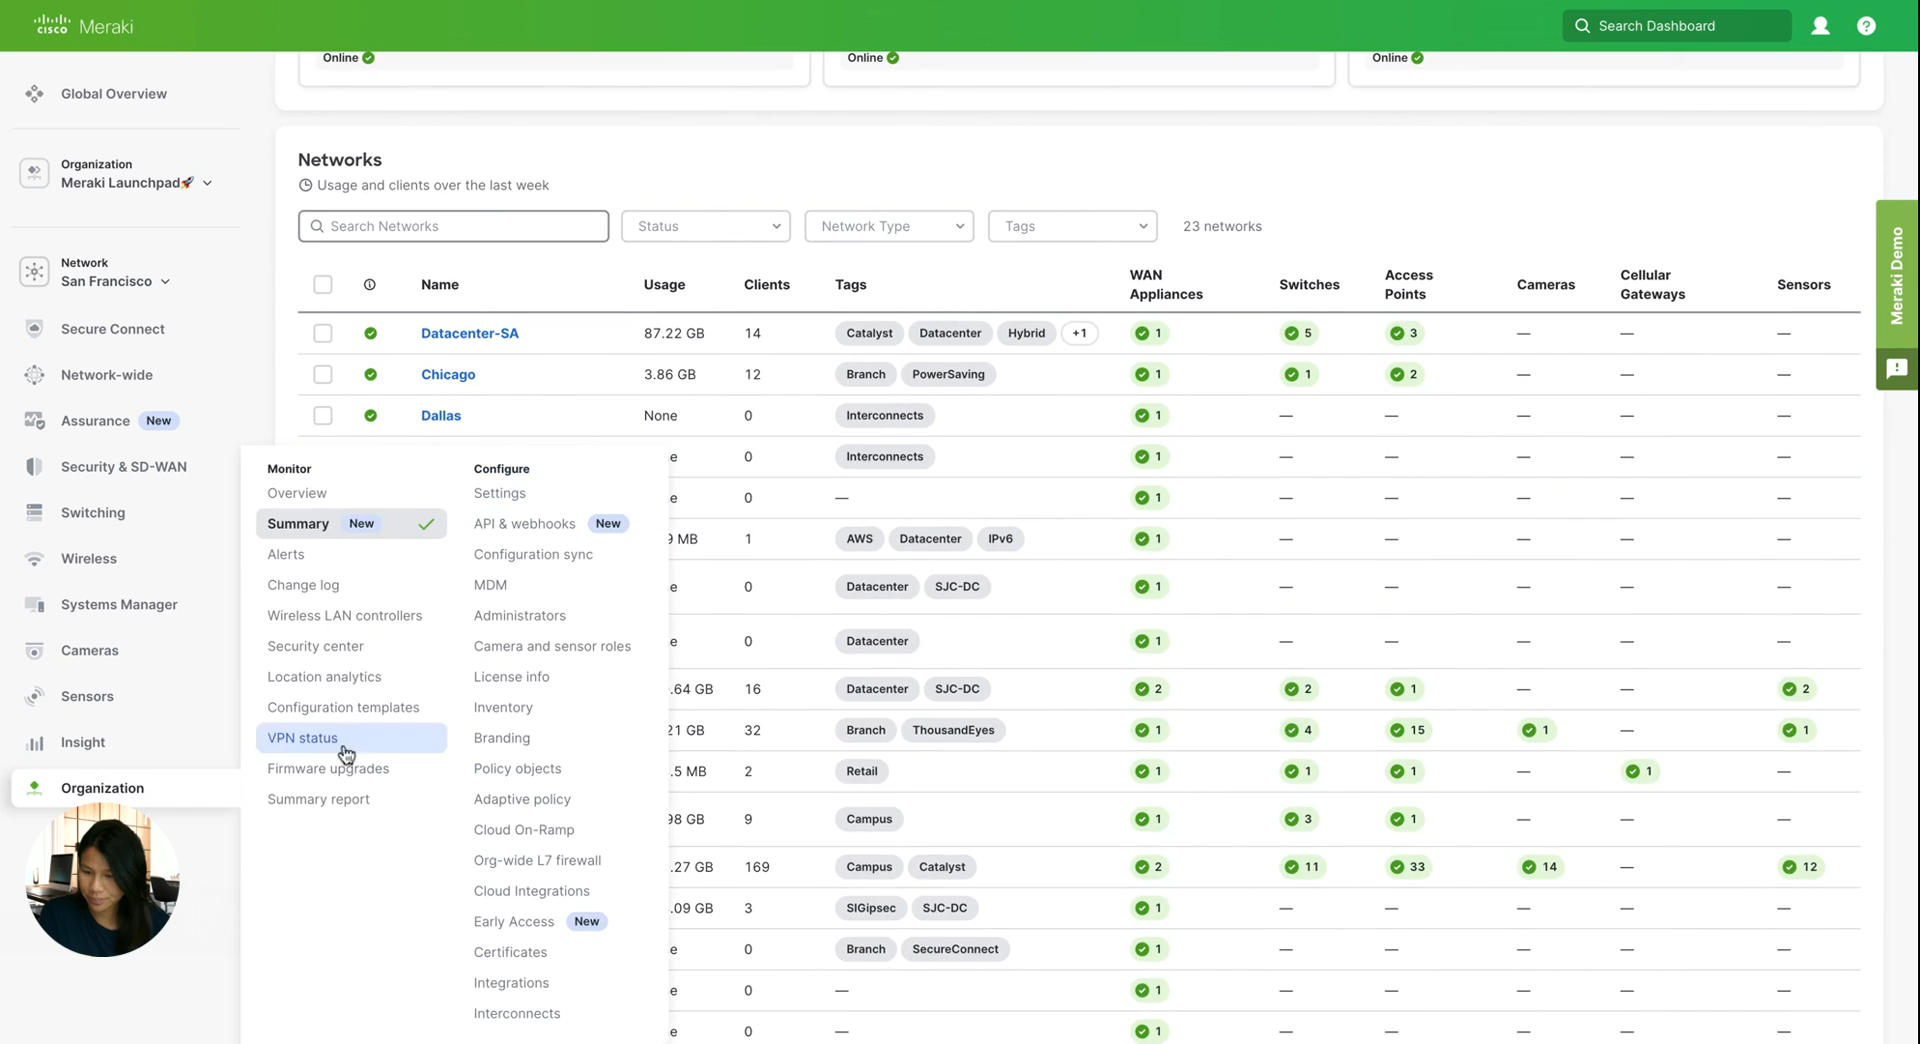 cisco Meraki
Search Dashboard
Online
Online
Online
Global Overview
Organization
Meraki Launchpad🚀
Network
San Francisco
Secure Connect
Network-wide
Assurance New
Security & SD-WAN
Switching
Wireless
Systems Manager
Cameras
Sensors
Insight
Organization
Monitor
Overview
Summary New
Alerts
Change log
Wireless LAN controllers
Security center
Location analytics
Configuration templates
VPN status
Firmware upgrades
Summary report
Configure
Settings
API & webhooks New
Configuration sync
MDM
Administrators
Camera and sensor roles
License info
Inventory
Branding
Policy objects
Adaptive policy
Cloud On-Ramp
Org-wide L7 firewall
Cloud Integrations
Early Access New
Certificates
Integrations
Interconnects
Networks
Usage and clients over the last week
Search Networks Status Network Type Tags 23 networks
Name Usage Clients Tags WAN Appliances Switches Access Points Cameras Cellular Gateways Sensors
Datacenter-SA 87.22 GB 14 Catalyst Datacenter Hybrid +1 1 5 3 — — —
Chicago 3.86 GB 12 Branch PowerSaving 1 1 2 — — —
Dallas None 0 Interconnects 1 — — — — —
e 0 Interconnects 1 — — — — —
e 0 — 1 — — — — —
9 MB 1 AWS Datacenter IPv6 1 — — — — —
e 0 Datacenter SJC-DC 1 — — — — —
e 0 Datacenter 1 — — — — —
.64 GB 16 Datacenter SJC-DC 2 2 1 — — 2
21 GB 32 Branch ThousandEyes 1 4 15 1 — 1
.5 MB 2 Retail 1 1 1 — 1 —
98 GB 9 Campus 1 3 1 — — —
.27 GB 169 Campus Catalyst 2 11 33 14 — 12
.09 GB 3 SIGipsec SJC-DC 1 — — — — —
e 0 Branch SecureConnect 1 — — — — —
e 0 — 1 — — — — —
e 0 — 1 — — — — —
Meraki Demo